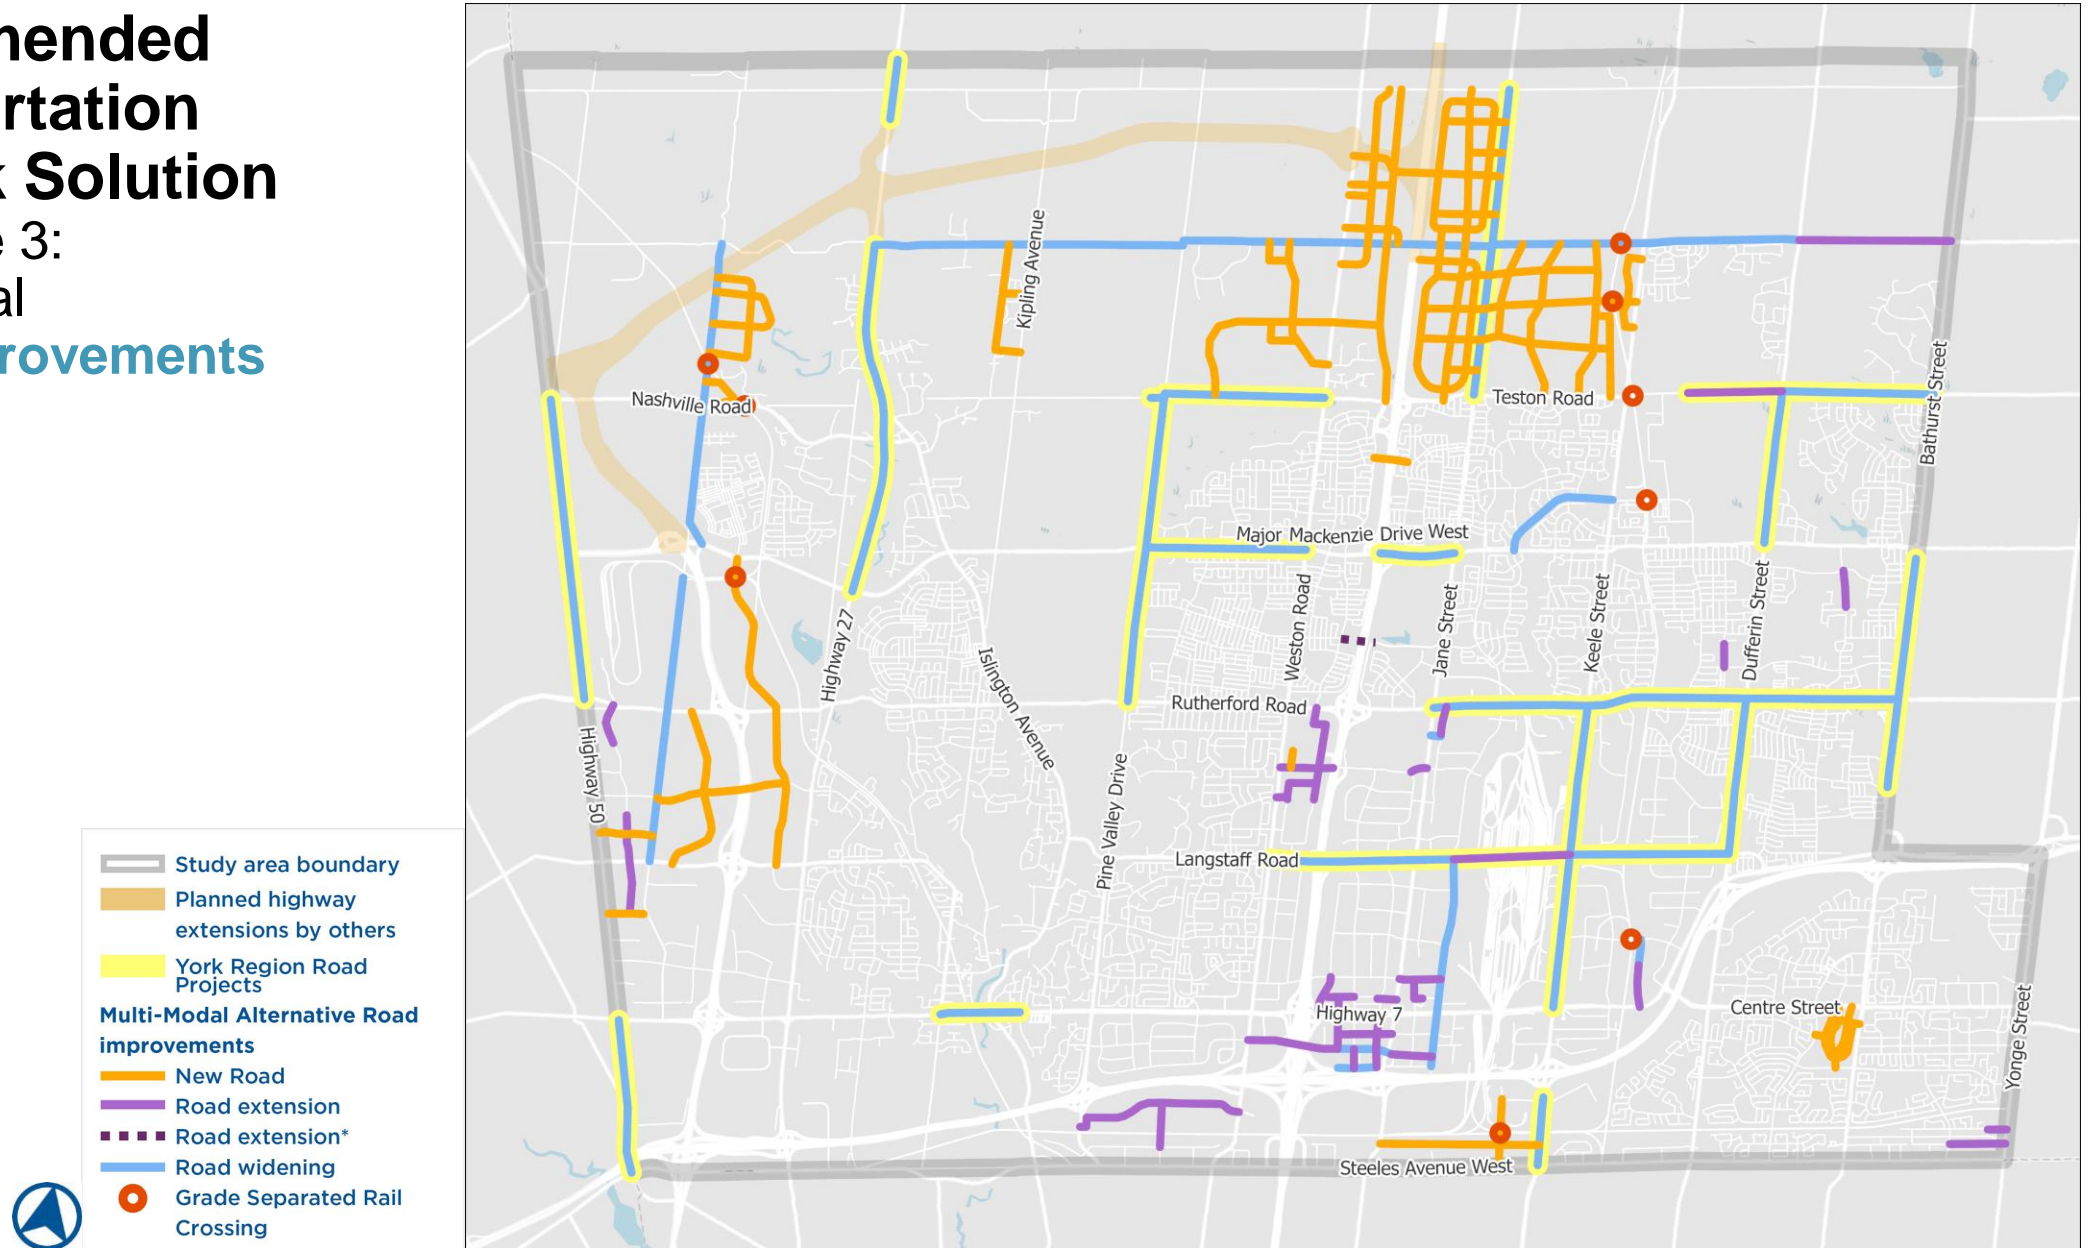 mended
rtation
k Solution
e 3:
al
provements
Kipling Avenue
Nashville Road
Teston Road
Bathurst Street
Major Mackenzie Drive West
Weston Road
Jane Street
Keele Street
Dufferin Street
Highway 27
Islington Avenue
Rutherford Road
Highway 50
Pine Valley Drive
Langstaff Road
Highway 7
Centre Street
Yonge Street
Steeles Avenue West
Study area boundary
Planned highway
extensions by others
York Region Road
Projects
Multi-Modal Alternative Road
improvements
New Road
Road extension
Road extension*
Road widening
Grade Separated Rail
Crossing